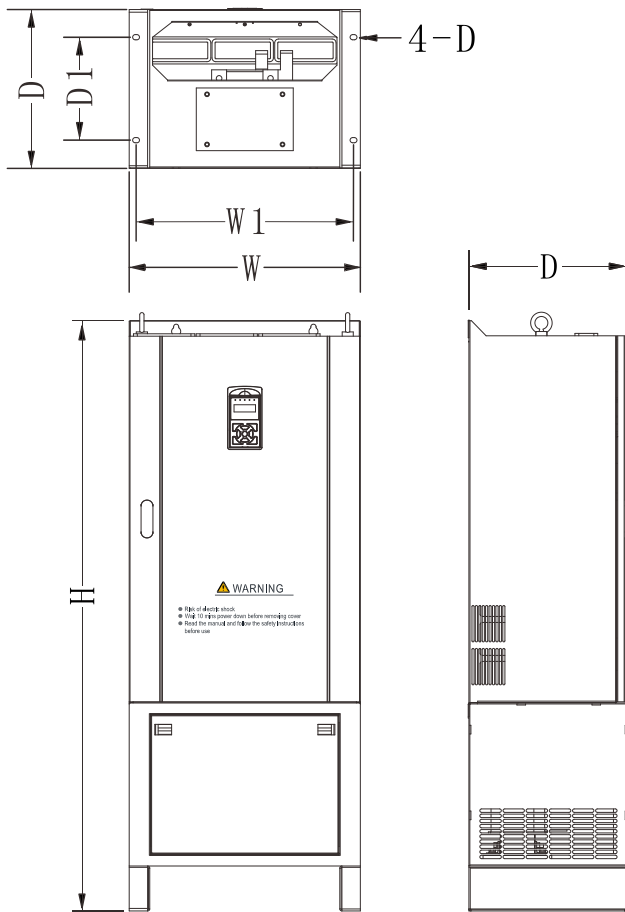 4-D
D
D1
W1
W
D
H
WARNING
Risk of electric shock
Wait 10 mins power down before removing cover
Read the manual and follow the safety instructions
before use